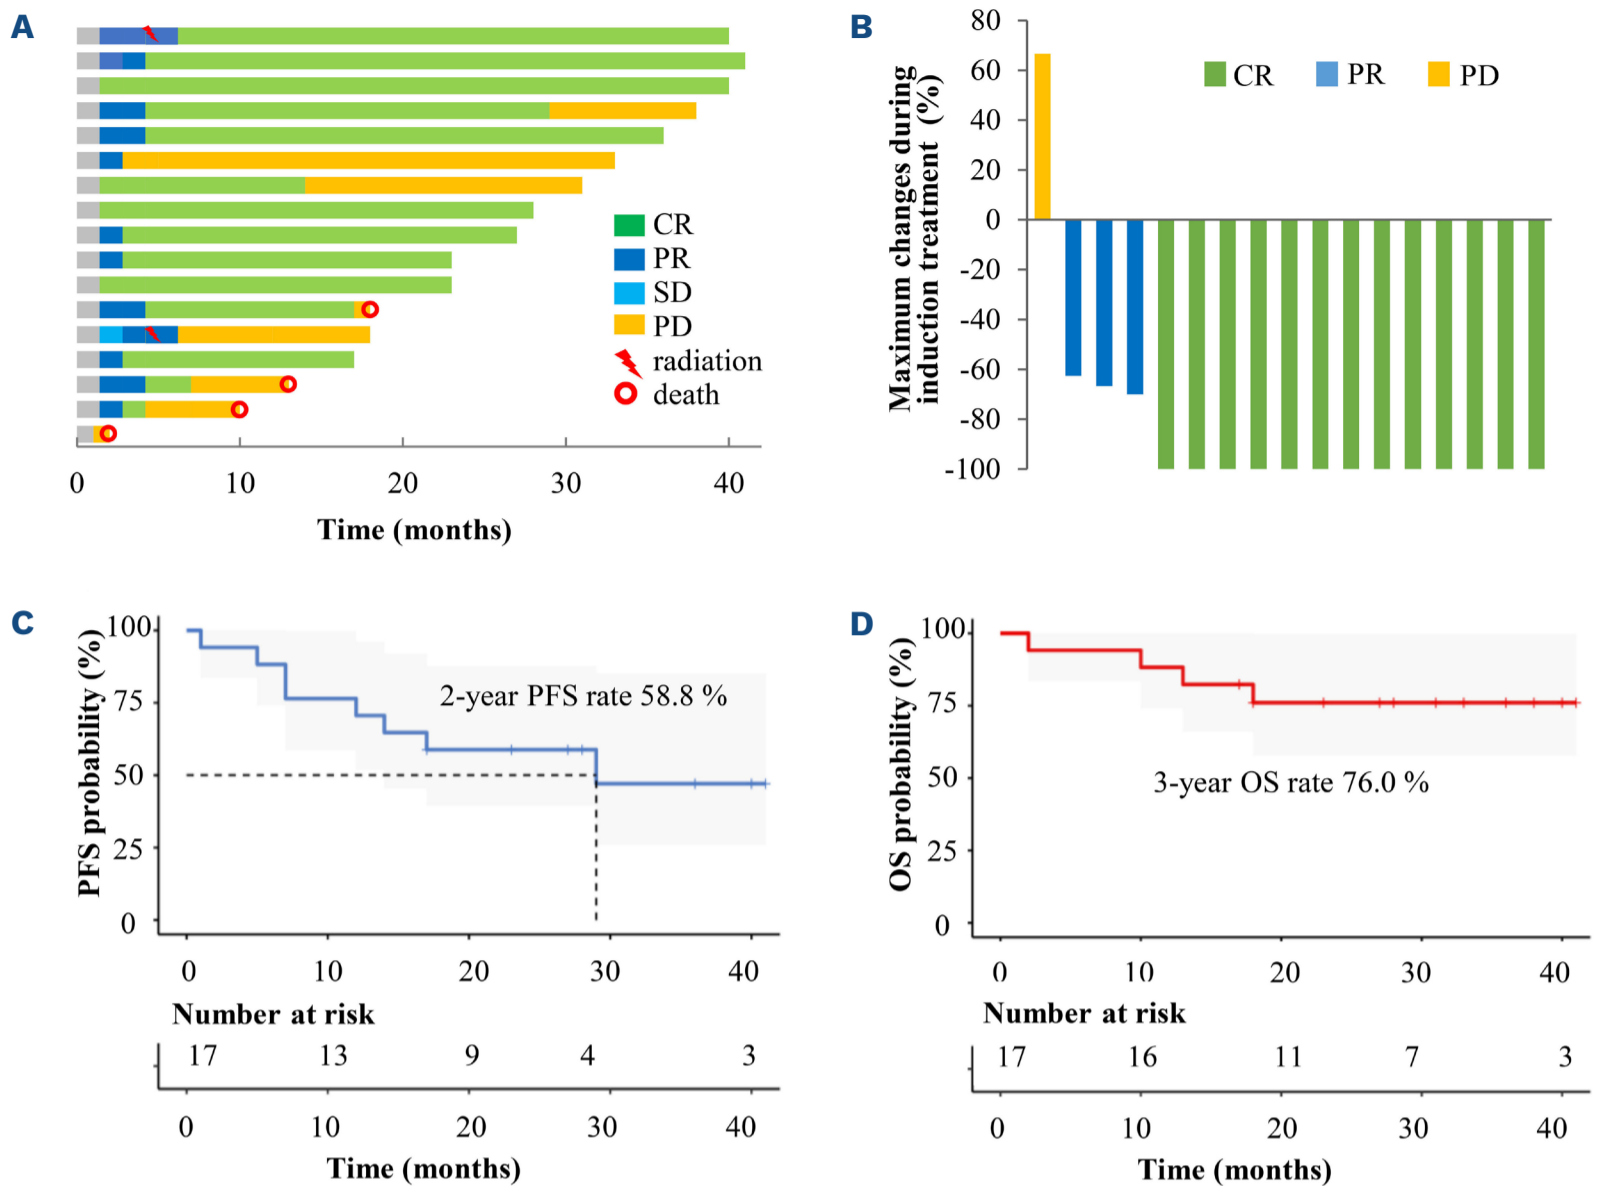 A
CR
PR
SD
PD
radiation
death
0 10 20 30 40
Time (months)
B
Maximum changes during
induction treatment (%)
80
60
40
20
0
-20
-40
-60
-80
-100
CR PR PD
C
PFS probability (%)
100
75
50
25
0
2-year PFS rate 58.8 %
0 10 20 30 40
Number at risk
17 13 9 4 3
0 10 20 30 40
Time (months)
D
OS probability (%)
100
75
50
25
0
3-year OS rate 76.0 %
0 10 20 30 40
Number at risk
17 16 11 7 3
0 10 20 30 40
Time (months)